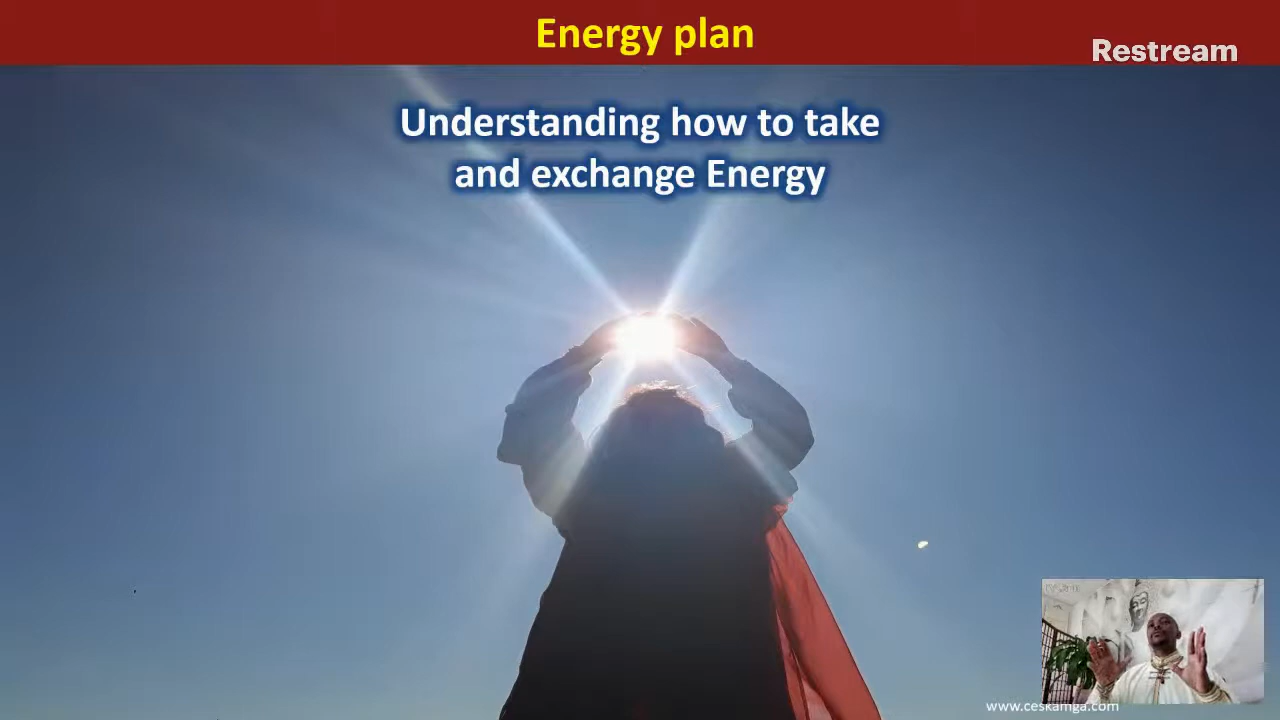 Energy plan
Restream
Understanding how to take
and exchange Energy
www.ceskamga.com